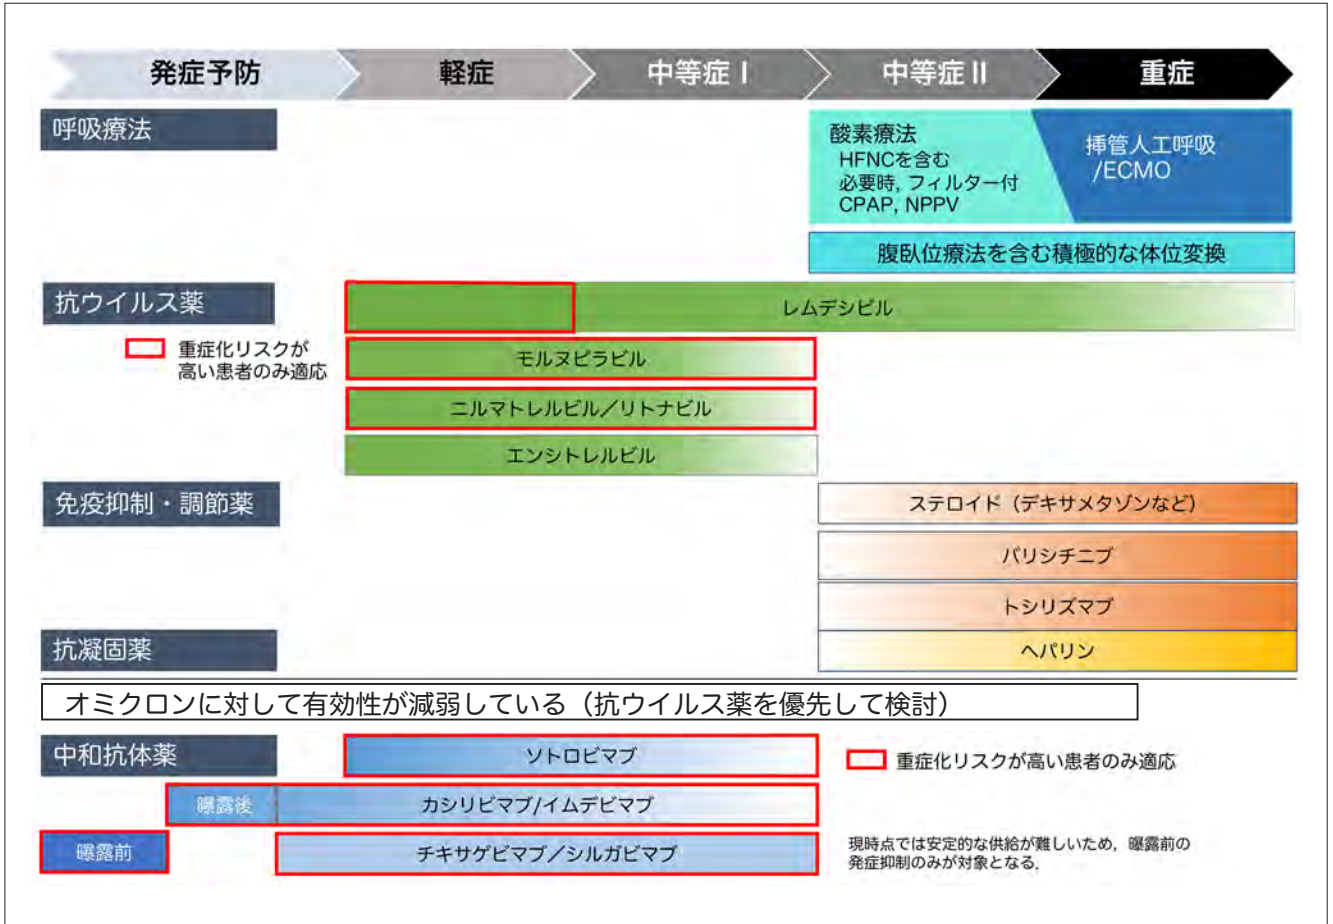 発症予防
軽症
中等症 I
中等症 II
重症
呼吸療法
酸素療法
HFNCを含む
必要時, フィルター付
CPAP, NPPV
挿管人工呼吸
/ECMO
腹臥位療法を含む積極的な体位変換
抗ウイルス薬
レムデシビル
重症化リスクが
高い患者のみ適応
モルヌピラビル
ニルマトレルビル／リトナビル
エンシトレルビル
免疫抑制・調節薬
ステロイド（デキサメタゾンなど）
バリシチニブ
トシリズマブ
抗凝固薬
ヘパリン
オミクロンに対して有効性が減弱している（抗ウイルス薬を優先して検討）
中和抗体薬
ソトロビマブ
重症化リスクが高い患者のみ適応
曝露後
カシリビマブ/イムデビマブ
曝露前
チキサゲビマブ／シルガビマブ
現時点では安定的な供給が難しいため，曝露前の
発症抑制のみが対象となる．